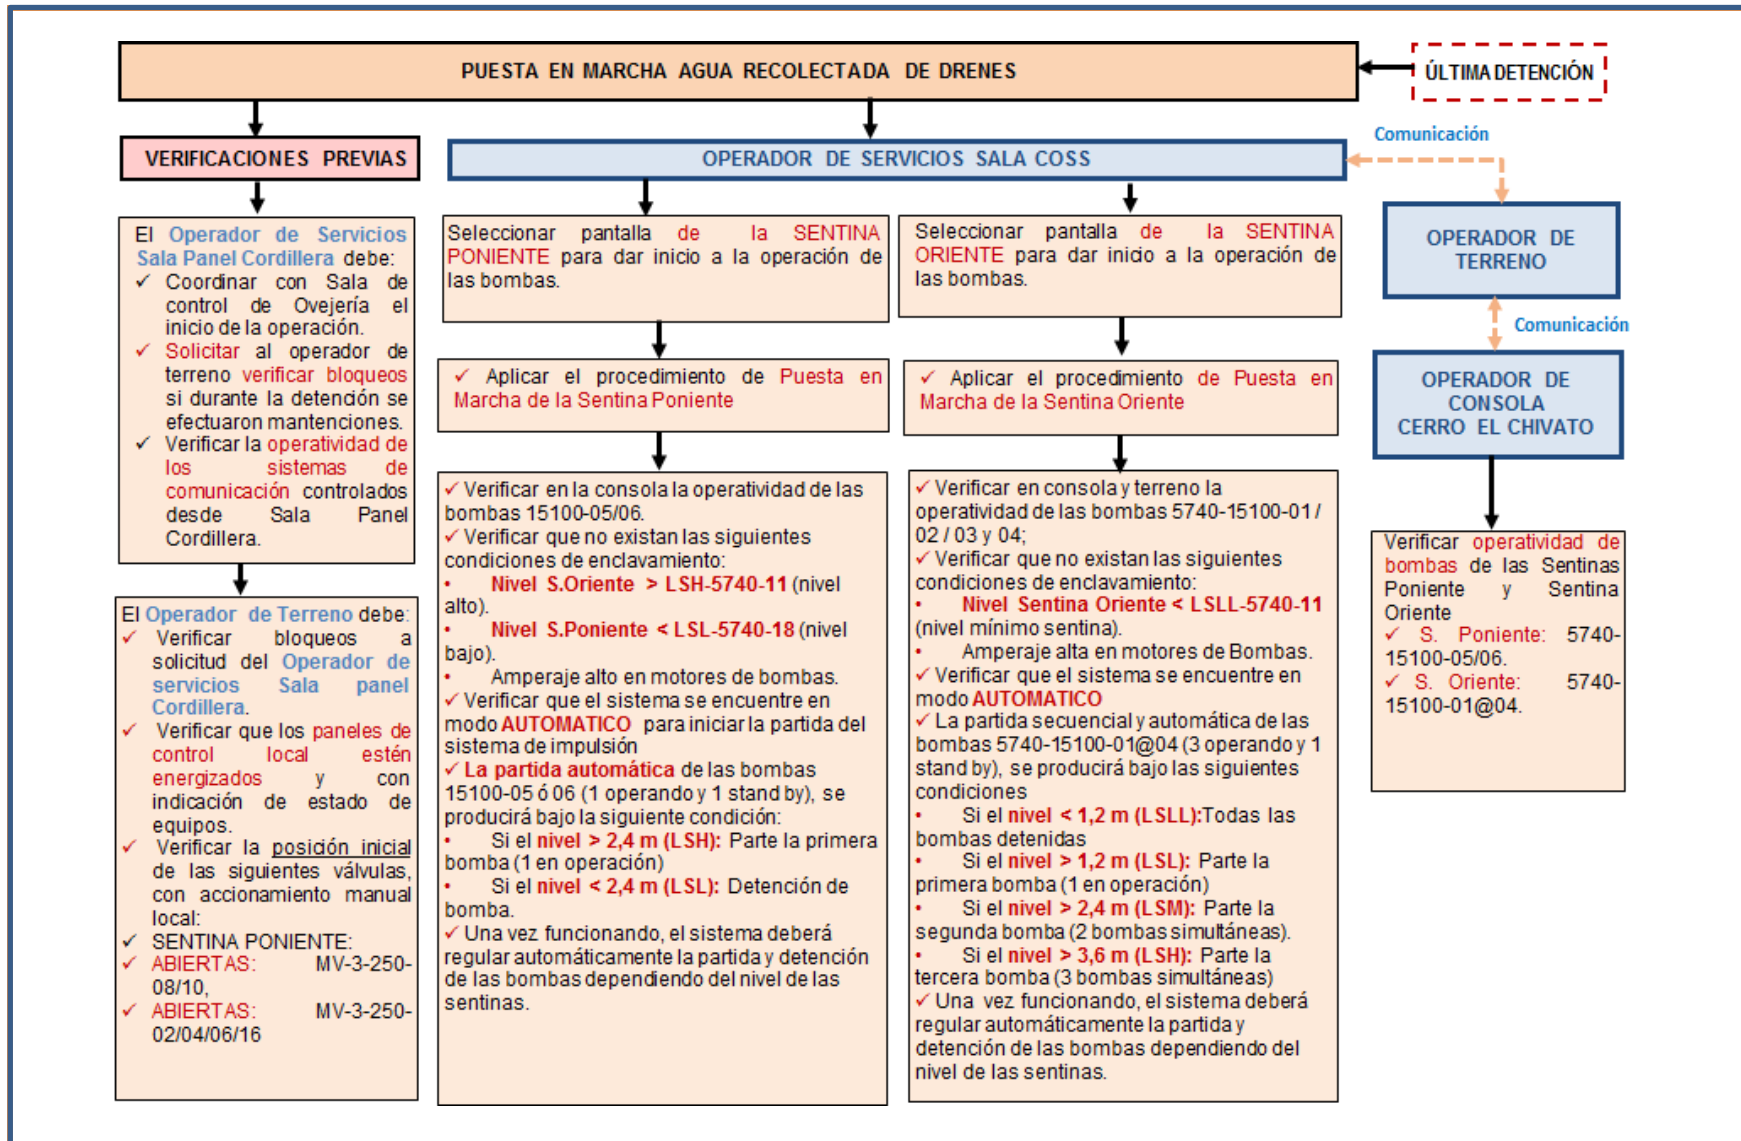 PUESTA EN MARCHA AGUA RECOLECTADA DE DRENES
ÚLTIMA DETENCIÓN
VERIFICACIONES PREVIAS
El Operador de Servicios
Sala Panel Cordillera debe:
✓ Coordinar con Sala de
control de Ovejería el
inicio de la operación.
✓ Solicitar al operador de
terreno verificar bloqueos
si durante la detención se
efectuaron mantenciones.
✓ Verificar la operatividad de
los sistemas de
comunicación controlados
desde Sala Panel
Cordillera.
El Operador de Terreno debe:
✓ Verificar bloqueos a
solicitud del Operador de
servicios Sala panel
Cordillera.
✓ Verificar que los paneles de
control local estén
energizados y con
indicación de estado de
equipos.
✓ Verificar la posición inicial
de las siguientes válvulas,
con accionamiento manual
local:
✓ SENTINA PONIENTE:
✓ ABIERTAS: MV-3-250-
08/10,
✓ ABIERTAS: MV-3-250-
02/04/06/16
OPERADOR DE SERVICIOS SALA COSS
Seleccionar pantalla de la SENTINA
PONIENTE para dar inicio a la operación de
las bombas.
✓ Aplicar el procedimiento de Puesta en
Marcha de la Sentina Poniente
✓ Verificar en la consola la operatividad de las
bombas 15100-05/06.
✓ Verificar que no existan las siguientes
condiciones de enclavamiento:
• Nivel S.Oriente > LSH-5740-11 (nivel
alto).
• Nivel S.Poniente < LSL-5740-18 (nivel
bajo).
• Amperaje alto en motores de bombas.
✓ Verificar que el sistema se encuentre en
modo AUTOMATICO para iniciar la partida del
sistema de impulsión
✓ La partida automática de las bombas
15100-05 ó 06 (1 operando y 1 stand by), se
producirá bajo la siguiente condición:
• Si el nivel > 2,4 m (LSH): Parte la primera
bomba (1 en operación)
• Si el nivel < 2,4 m (LSL): Detención de
bomba.
✓ Una vez funcionando, el sistema deberá
regular automáticamente la partida y detención
de las bombas dependiendo del nivel de las
sentinas.
Seleccionar pantalla de la SENTINA
ORIENTE para dar inicio a la operación de
las bombas.
✓ Aplicar el procedimiento de Puesta en
Marcha de la Sentina Oriente
✓ Verificar en consola y terreno la
operatividad de las bombas 5740-15100-01 /
02 / 03 y 04;
✓ Verificar que no existan las siguientes
condiciones de enclavamiento:
• Nivel Sentina Oriente < LSLL-5740-11
(nivel mínimo sentina).
• Amperaje alta en motores de Bombas.
✓ Verificar que el sistema se encuentre en
modo AUTOMATICO
✓ La partida secuencial y automática de las
bombas 5740-15100-01@04 (3 operando y 1
stand by), se producirá bajo las siguientes
condiciones
• Si el nivel < 1,2 m (LSLL):Todas las
bombas detenidas
• Si el nivel > 1,2 m (LSL): Parte la
primera bomba (1 en operación)
• Si el nivel > 2,4 m (LSM): Parte la
segunda bomba (2 bombas simultáneas).
• Si el nivel > 3,6 m (LSH): Parte la
tercera bomba (3 bombas simultáneas)
✓ Una vez funcionando, el sistema deberá
regular automáticamente la partida y
detención de las bombas dependiendo del
nivel de las sentinas.
Comunicación
OPERADOR DE
TERRENO
Comunicación
OPERADOR DE
CONSOLA
CERRO EL CHIVATO
Verificar operatividad de
bombas de las Sentinas
Poniente y Sentina
Oriente
✓ S. Poniente: 5740-
15100-05/06.
✓ S. Oriente: 5740-
15100-01@04.